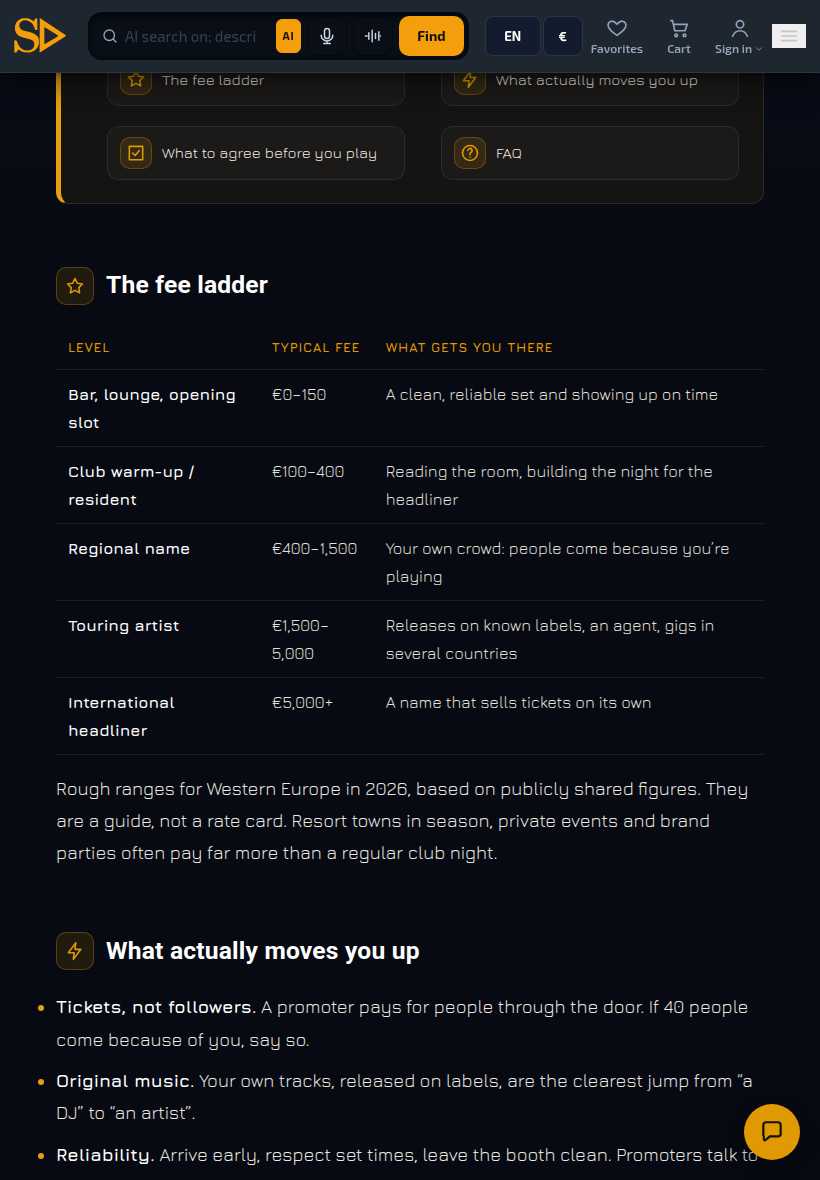 SD
AI search on: descri
AI
Find
EN
€
Favorites
Cart
Sign in
The fee ladder
What actually moves you up
What to agree before you play
FAQ
The fee ladder
LEVEL TYPICAL FEE WHAT GETS YOU THERE
Bar, lounge, opening €0–150 A clean, reliable set and showing up on time
slot
Club warm-up / €100–400 Reading the room, building the night for the
resident headliner
Regional name €400–1,500 Your own crowd: people come because you’re
playing
Touring artist €1,500– Releases on known labels, an agent, gigs in
5,000 several countries
International €5,000+ A name that sells tickets on its own
headliner
Rough ranges for Western Europe in 2026, based on publicly shared figures. They
are a guide, not a rate card. Resort towns in season, private events and brand
parties often pay far more than a regular club night.
What actually moves you up
Tickets, not followers. A promoter pays for people through the door. If 40 people
come because of you, say so.
Original music. Your own tracks, released on labels, are the clearest jump from “a
DJ” to “an artist”.
Reliability. Arrive early, respect set times, leave the booth clean. Promoters talk to